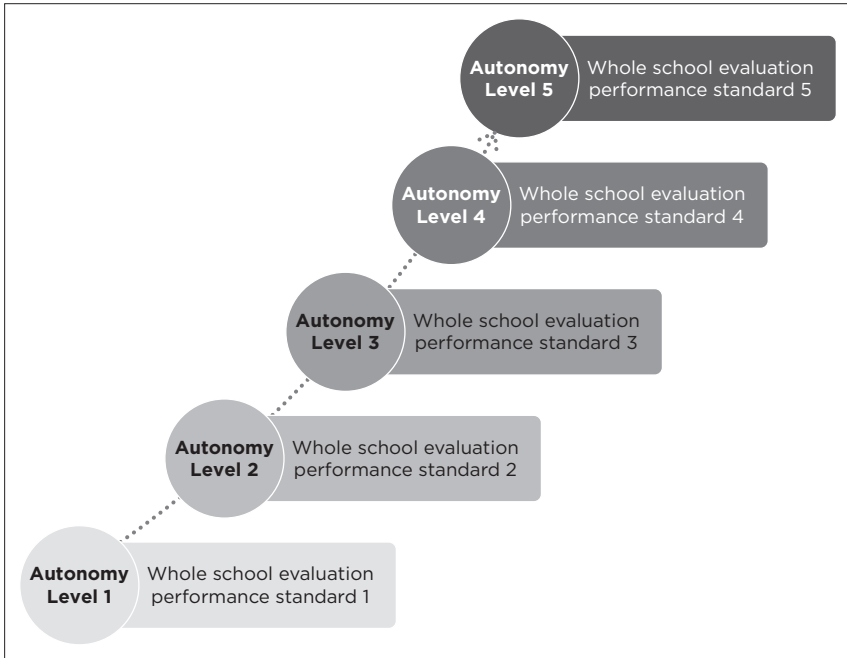 Autonomy
Level 5
Whole school evaluation
performance standard 5
Autonomy
Level 4
Whole school evaluation
performance standard 4
Autonomy
Level 3
Whole school evaluation
performance standard 3
Autonomy
Level 2
Whole school evaluation
performance standard 2
Autonomy
Level 1
Whole school evaluation
performance standard 1